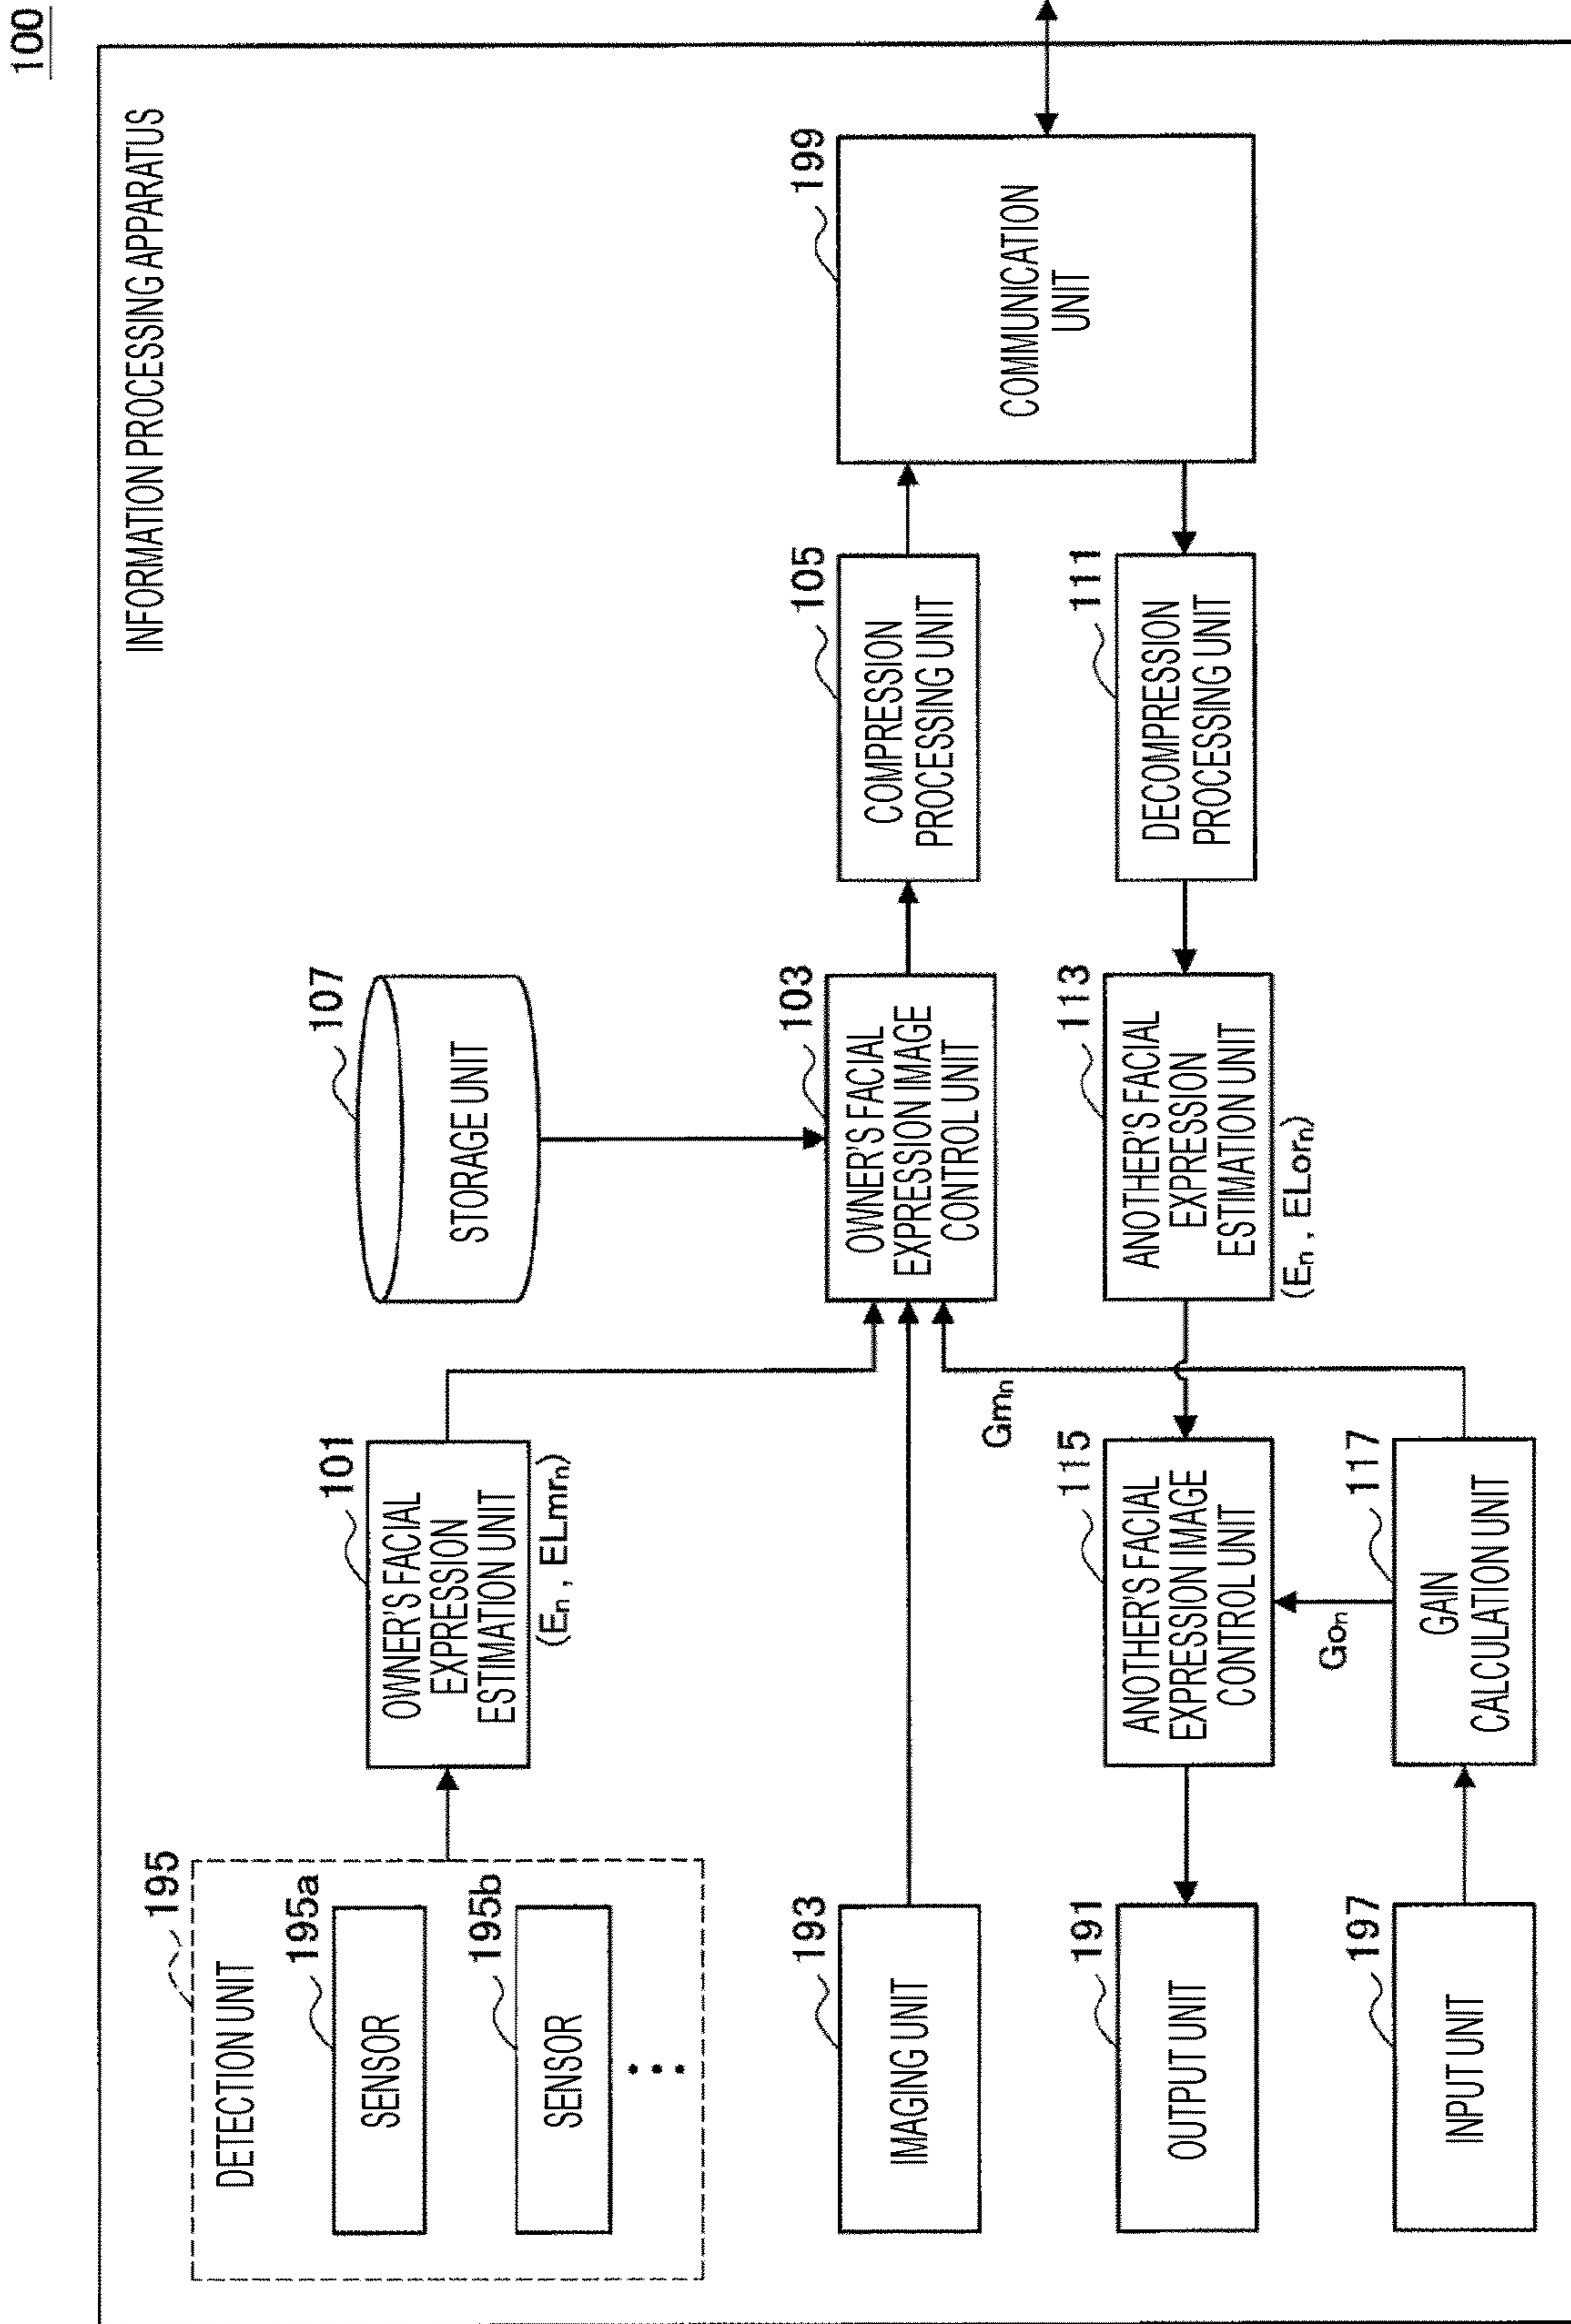 100
INFORMATION PROCESSING APPARATUS
195
DETECTION UNIT
195a
SENSOR
195b
SENSOR
101
OWNER'S FACIAL
EXPRESSION
ESTIMATION UNIT
(Eₙ , ELmrₙ)
107
STORAGE UNIT
193
IMAGING UNIT
103
OWNER'S FACIAL
EXPRESSION IMAGE
CONTROL UNIT
105
COMPRESSION
PROCESSING UNIT
199
COMMUNICATION
UNIT
Gmₙ
191
OUTPUT UNIT
115
ANOTHER'S FACIAL
EXPRESSION IMAGE
CONTROL UNIT
113
ANOTHER'S FACIAL
EXPRESSION
ESTIMATION UNIT
(Eₙ , ELorₙ)
111
DECOMPRESSION
PROCESSING UNIT
Goₙ
197
INPUT UNIT
117
GAIN
CALCULATION UNIT